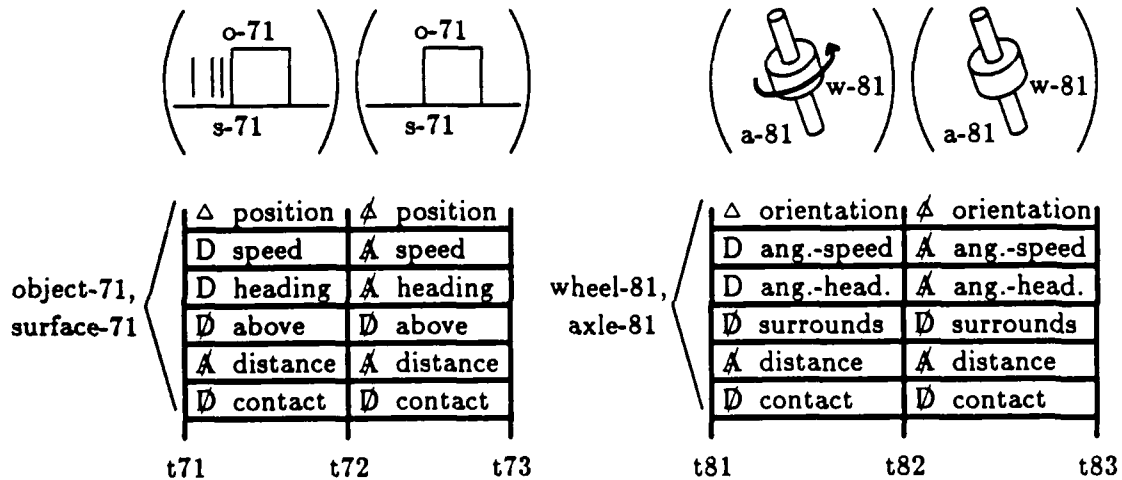 o-71
o-71
s-71
s-71
w-81
w-81
a-81
a-81
△ position △̸ position
D speed A̸ speed
D heading A̸ heading
D̸ above D̸ above
A̸ distance A̸ distance
D̸ contact D̸ contact
object-71,
surface-71
t71 t72 t73
△ orientation △̸ orientation
D ang.-speed A̸ ang.-speed
D ang.-head. A̸ ang.-head.
D̸ surrounds D̸ surrounds
A̸ distance A̸ distance
D̸ contact D̸ contact
wheel-81,
axle-81
t81 t82 t83